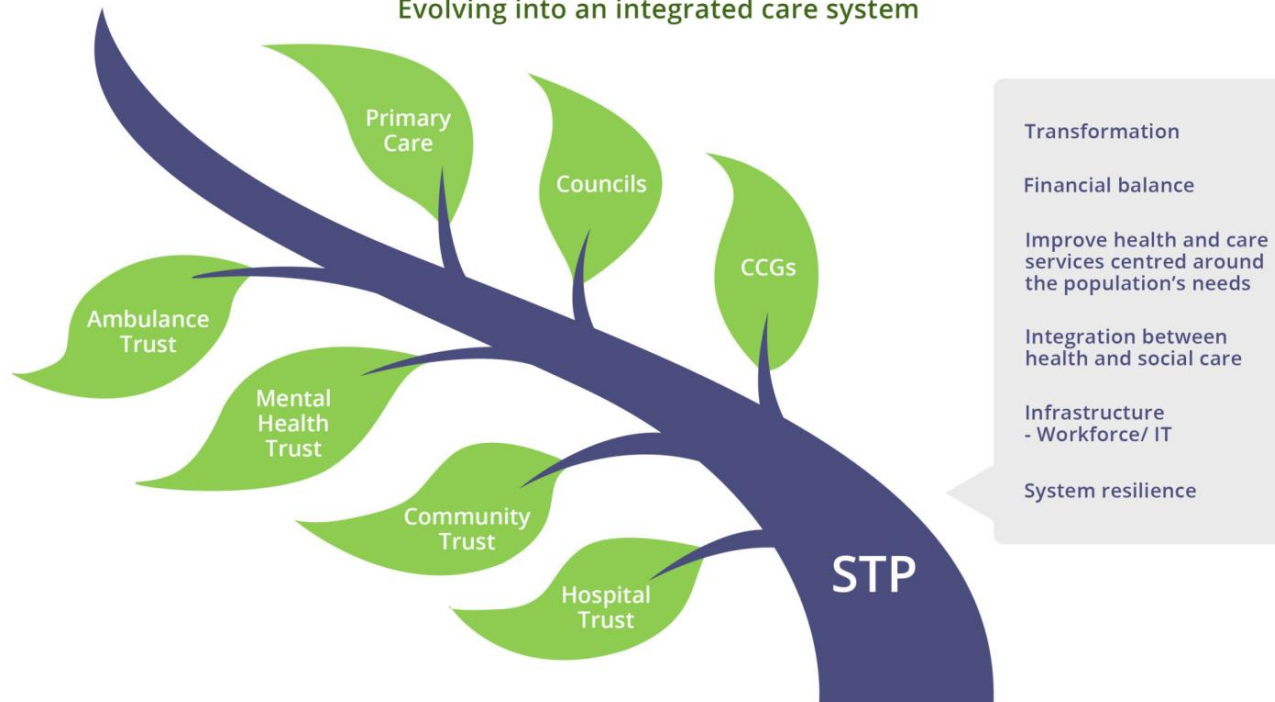 Evolving into an integrated care system
Primary
Care
Councils
CCGs
Ambulance
Trust
Mental
Health
Trust
Community
Trust
Hospital
Trust
STP
Transformation
Financial balance
Improve health and care
services centred around
the population’s needs
Integration between
health and social care
Infrastructure
- Workforce/ IT
System resilience